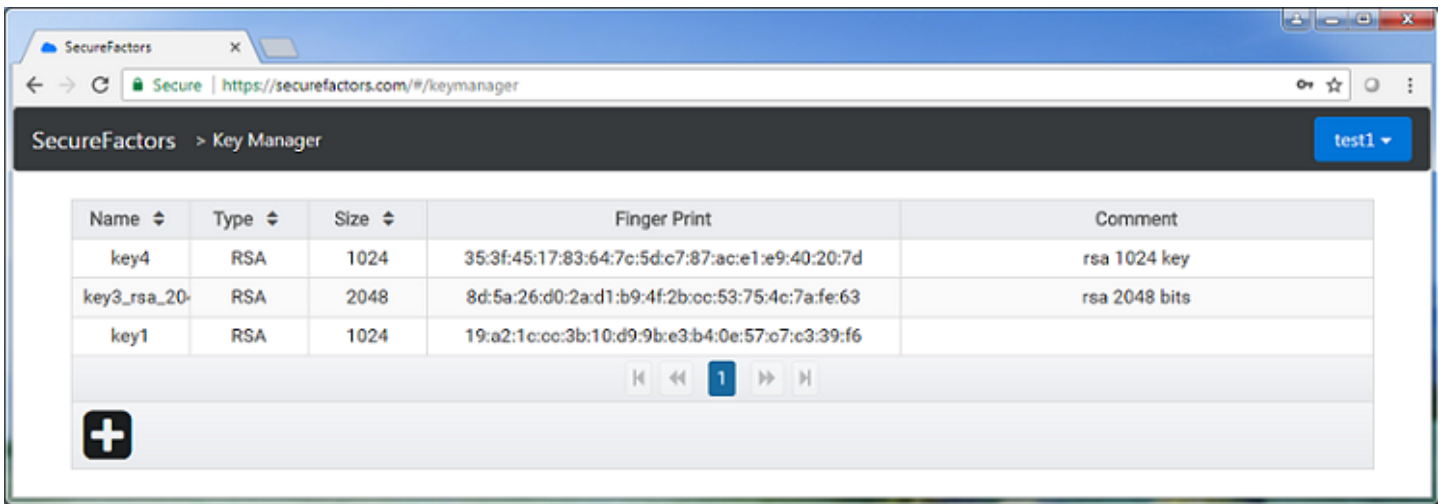 SecureFactors
Secure | https://securefactors.com/#/keymanager
SecureFactors > Key Manager test1
Name Type Size Finger Print Comment
key4 RSA 1024 35:3f:45:17:83:64:7c:5d:c7:87:ac:e1:e9:40:20:7d rsa 1024 key
key3_rsa_20 RSA 2048 8d:5a:26:d0:2a:d1:b9:4f:2b:cc:53:75:4c:7a:fe:63 rsa 2048 bits
key1 RSA 1024 19:a2:1c:cc:3b:10:d9:9b:e3:b4:0e:57:c7:c3:39:f6
1